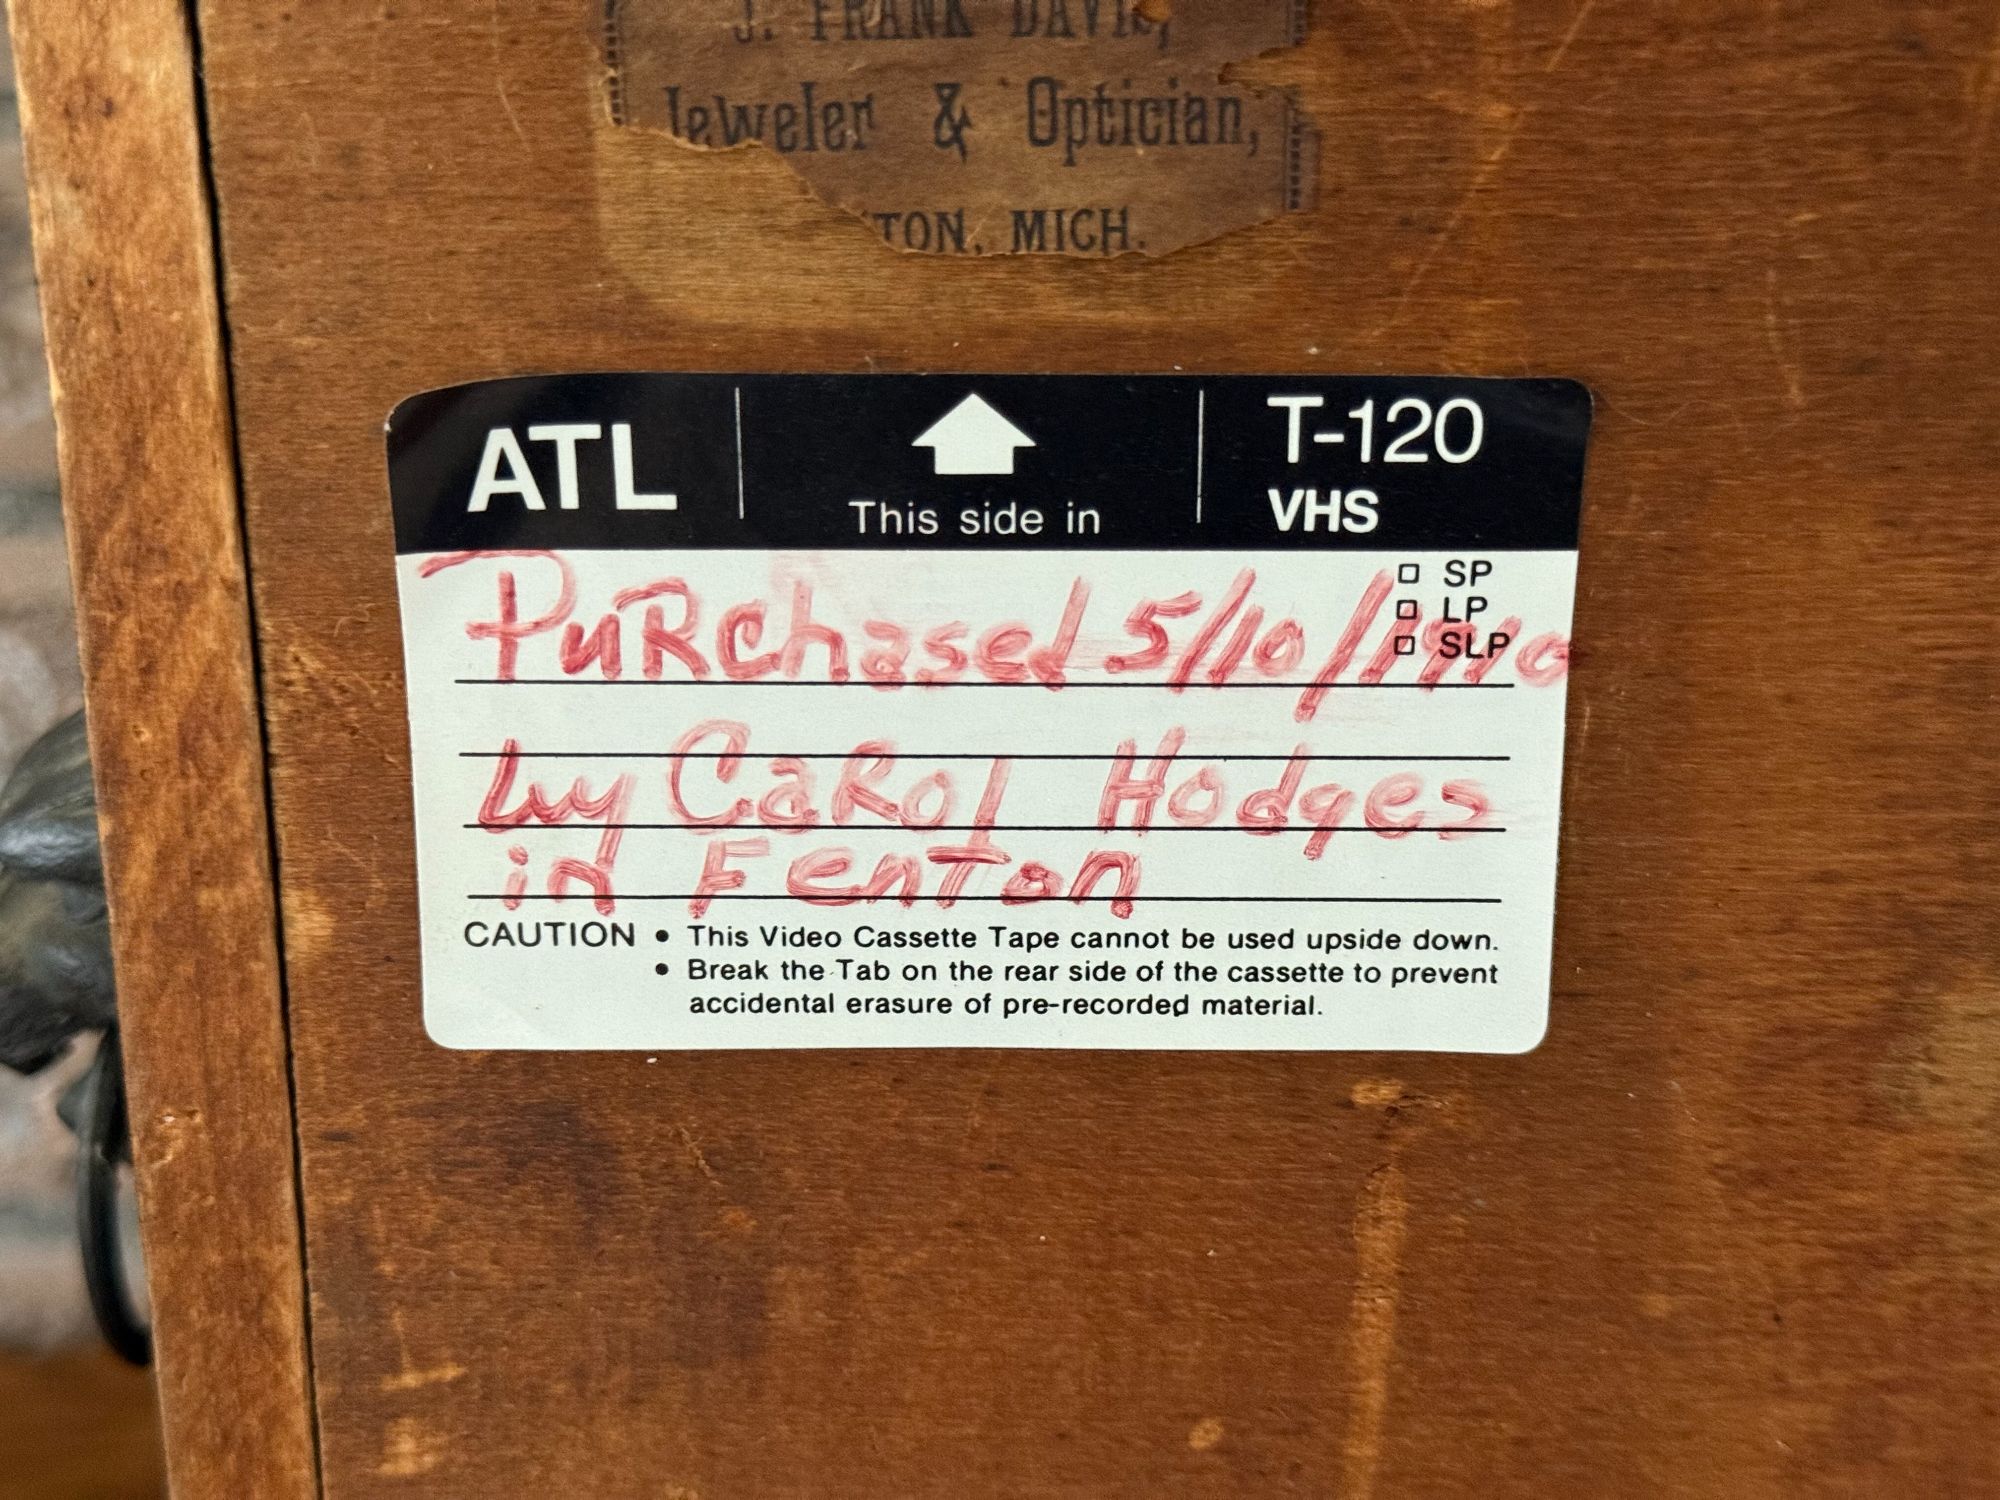 J. FRANK DAVIS,
Jeweler & Optician,
TON, MICH.
ATL
This side in
T-120
VHS
SP
LP
SLP
Purchased 5/10/1910
by Carol Hodges
in Fenton
CAUTION • This Video Cassette Tape cannot be used upside down.
• Break the Tab on the rear side of the cassette to prevent
accidental erasure of pre-recorded material.